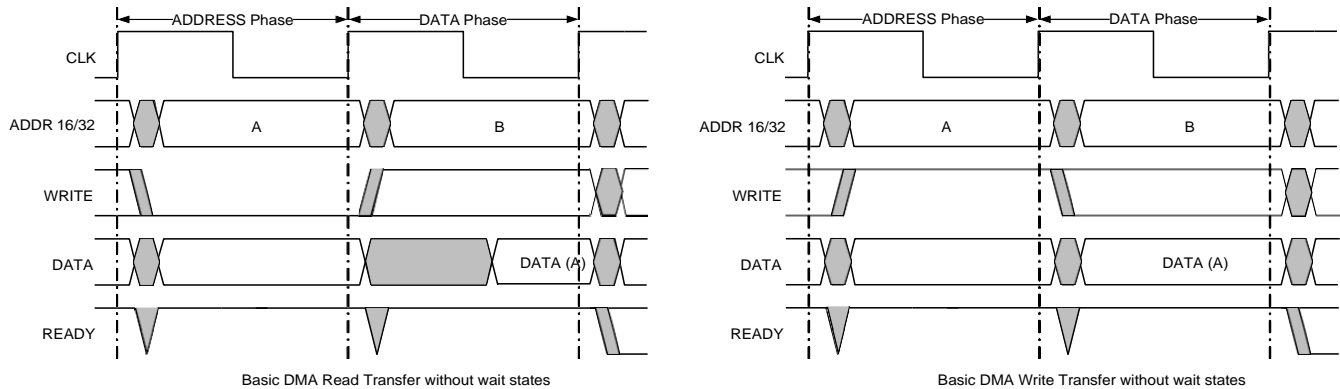 ADDRESS Phase DATA Phase
CLK
ADDR 16/32 A B
WRITE
DATA DATA (A)
READY
Basic DMA Read Transfer without wait states
ADDRESS Phase DATA Phase
CLK
ADDR 16/32 A B
WRITE
DATA DATA (A)
READY
Basic DMA Write Transfer without wait states